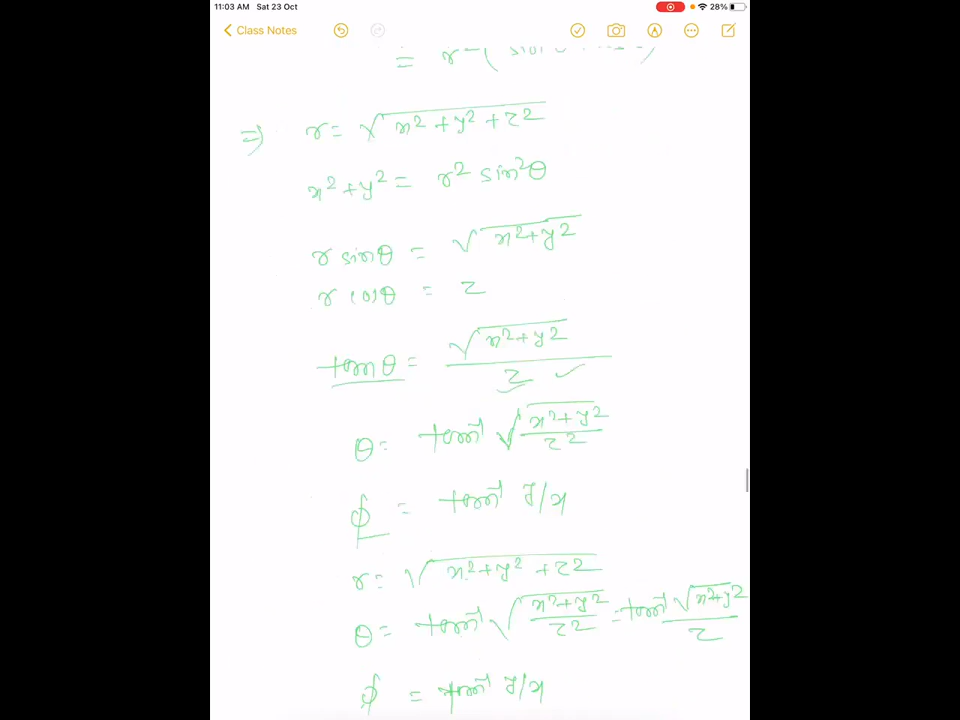 11:03 AM Sat 23 Oct 28%
Class Notes
= r²(
⇒ r = √(x² + y² + z²)
x² + y² = r² sin²θ
r sinθ = √(x² + y²)
r cosθ = z
tanθ = √(x² + y²) / z
θ = tan⁻¹ √((x² + y²) / z²)
ϕ = tan⁻¹ y/x
r = √(x² + y² + z²)
θ = tan⁻¹ √((x² + y²) / z²) = tan⁻¹ √(x² + y²) / z
ϕ = tan⁻¹ y/x